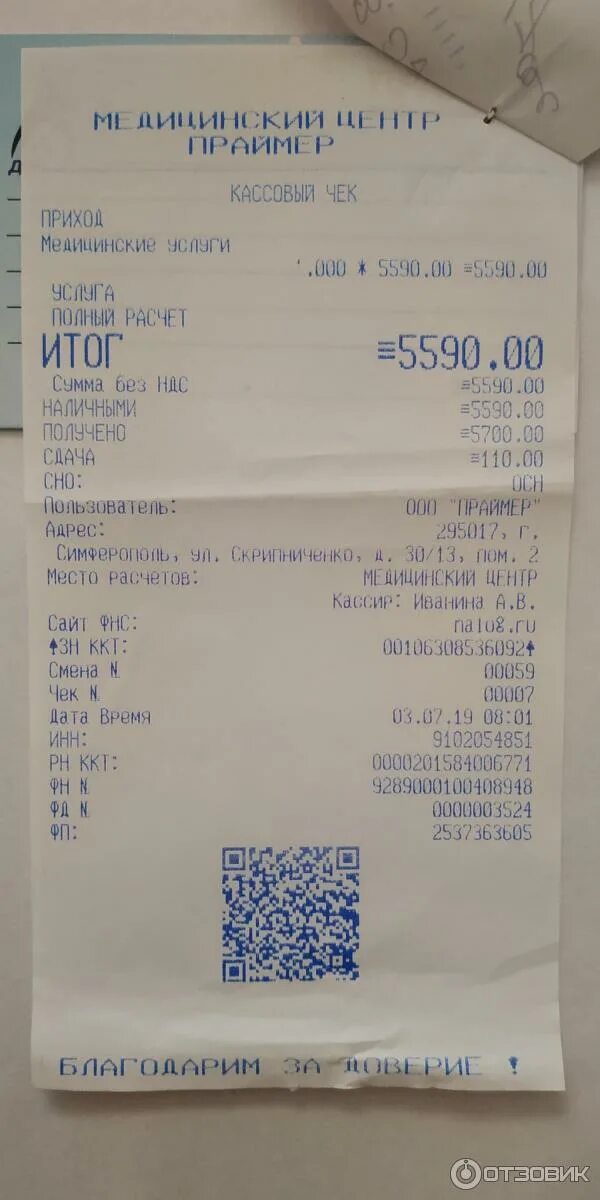 МЕДИЦИНСКИЙ ЦЕНТР
ПРАЙМЕР
КАССОВЫЙ ЧЕК
ПРИХОД
Медицинские услуги
.000 * 5590.00 ≡5590.00
УСЛУГА
ПОЛНЫЙ РАСЧЕТ
ИТОГ ≡5590.00
Сумма без НДС ≡5590.00
НАЛИЧНЫМИ ≡5590.00
ПОЛУЧЕНО ≡5700.00
СДАЧА ≡110.00
СНО: ОСН
Пользователь: ООО "ПРАЙМЕР"
Адрес: 295017, г.
Симферополь, ул. Скрипниченко, д. 30/13, пом. 2
Место расчетов: МЕДИЦИНСКИЙ ЦЕНТР
Кассир: Иванина А.В.
Сайт ФНС: nalog.ru
↑ЗН ККТ: 00106308536092↑
Смена № 00059
Чек № 00007
Дата Время 03.07.19 08:01
ИНН: 9102054851
РН ККТ: 0000201584006771
ФН № 9289000100408948
ФД № 0000003524
ФП: 2537363605
БЛАГОДАРИМ ЗА ДОВЕРИЕ !
ОТЗОВИК